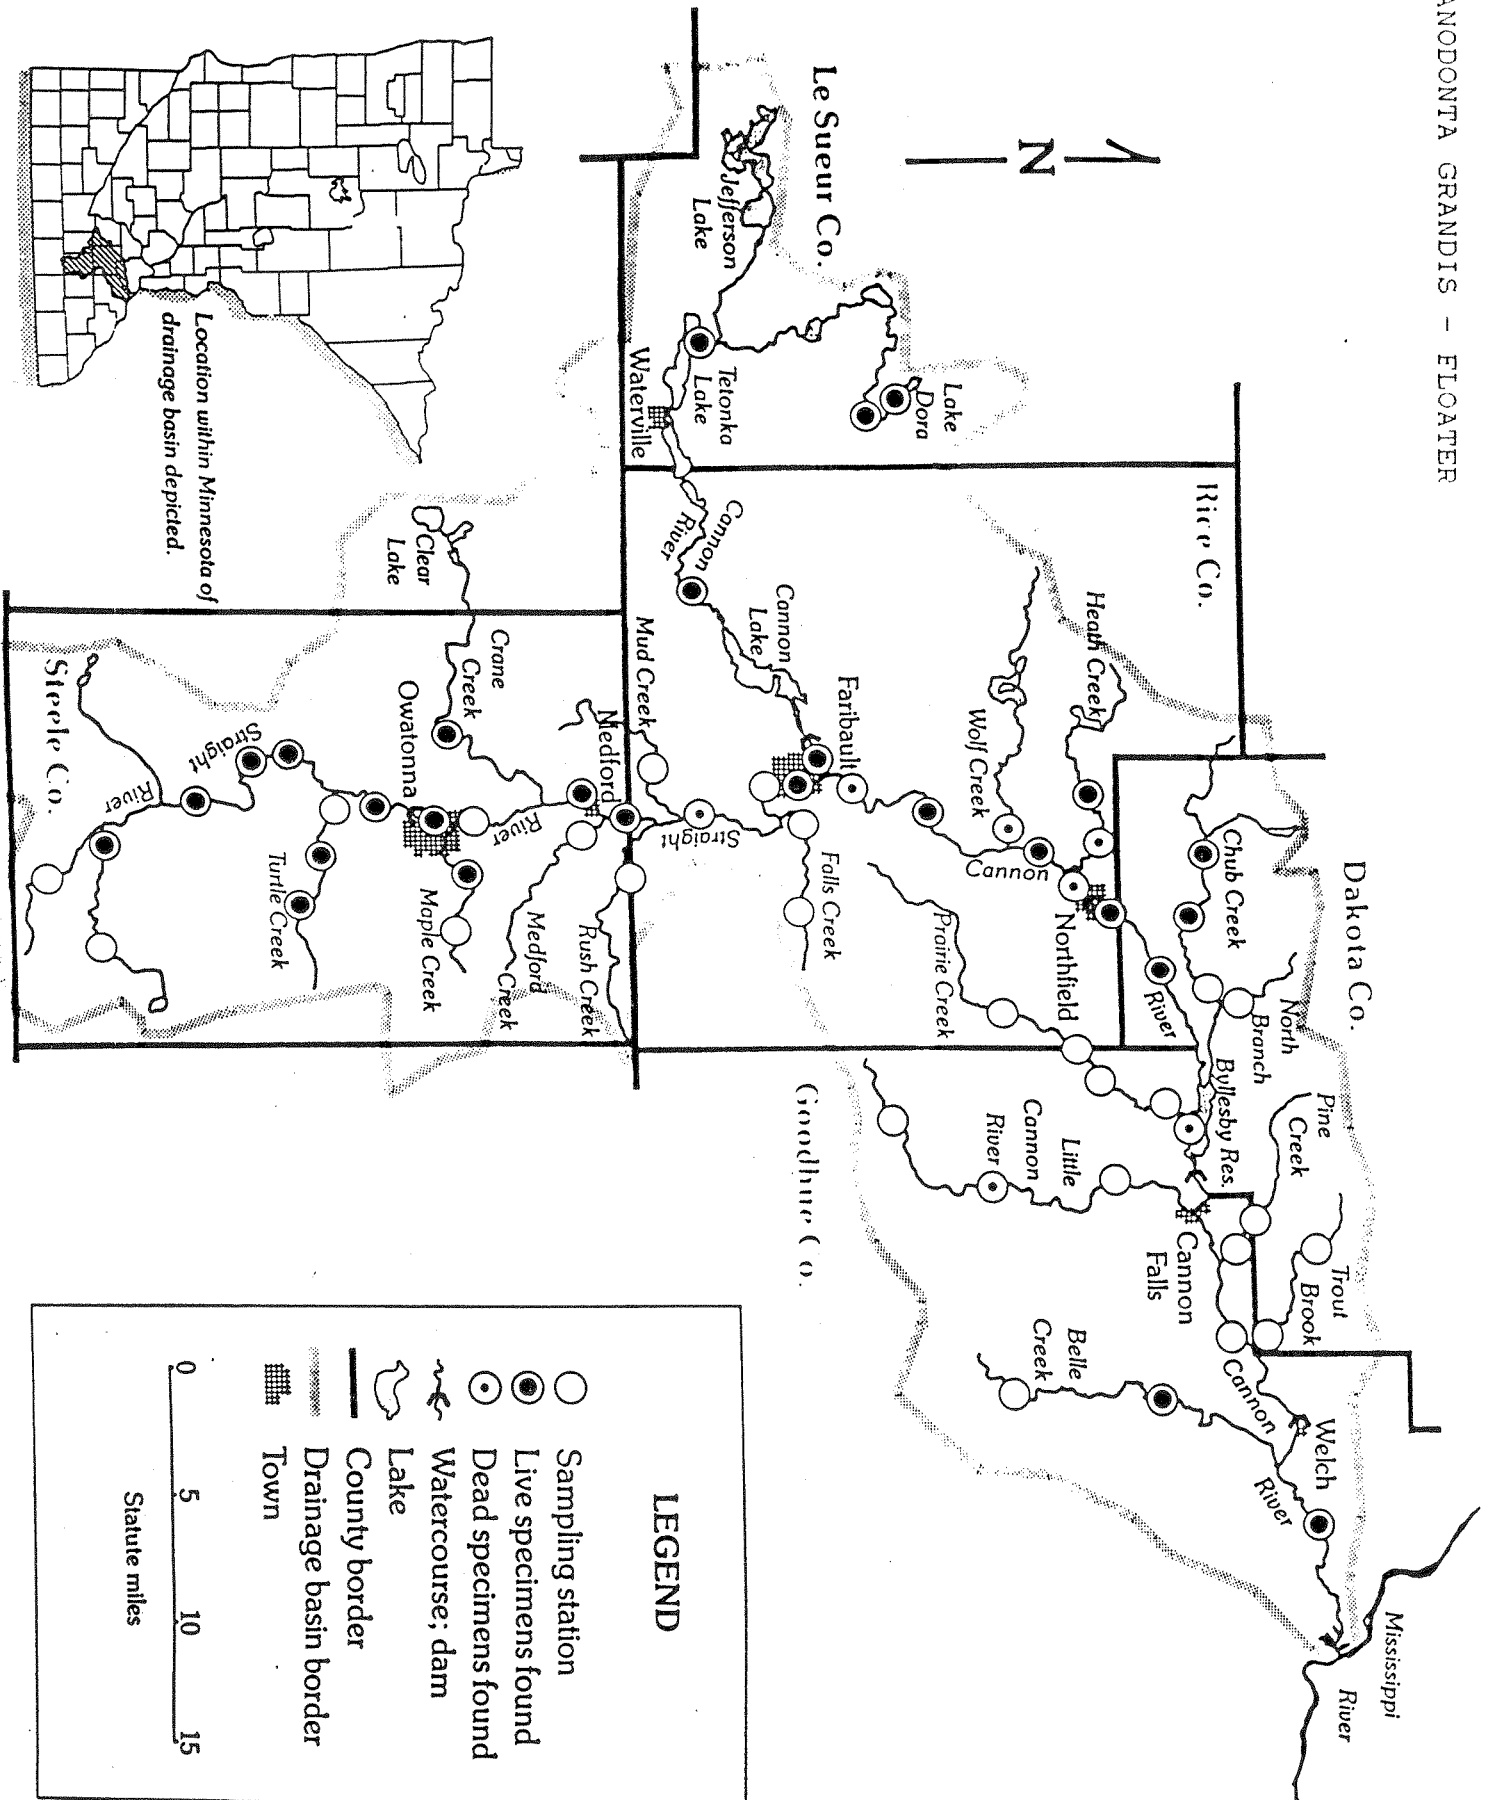 ANODONTA GRANDIS - FLOATER
N
Le Sueur Co.
Rice Co.
Dakota Co.
Goodhue Co.
Steele Co.
Jefferson
Lake
Lake
Dora
Tetonka
Lake
Waterville
Cannon
River
Cannon
Lake
Faribault
Heath Creek
Wolf Creek
Cannon
Northfield
River
Chub Creek
North
Branch
Byllesby Res.
Pine
Creek
Trout
Brook
Prairie Creek
Little
Cannon
River
Cannon
Falls
Belle
Creek
Cannon
River
Welch
Mississippi
River
Falls Creek
Straight
Mud Creek
Medford
Rush Creek
Medford
Creek
River
Owatonna
Maple Creek
Crane
Creek
Clear
Lake
Turtle Creek
Straight
River
Location within Minnesota of
drainage basin depicted.
LEGEND
Sampling station
Live specimens found
Dead specimens found
Watercourse; dam
Lake
County border
Drainage basin border
Town
0 5 10 15
Statute miles